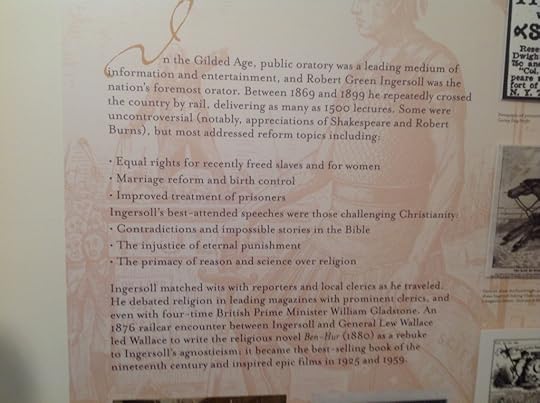 In the Gilded Age, public oratory was a leading medium of
information and entertainment, and Robert Green Ingersoll was the
nation's foremost orator. Between 1869 and 1899 he repeatedly crossed
the country by rail, delivering as many as 1500 lectures. Some were
uncontroversial (notably, appreciations of Shakespeare and Robert
Burns), but most addressed reform topics including:
• Equal rights for recently freed slaves and for women
• Marriage reform and birth control
• Improved treatment of prisoners
Ingersoll's best-attended speeches were those challenging Christianity:
• Contradictions and impossible stories in the Bible
• The injustice of eternal punishment
• The primacy of reason and science over religion
Ingersoll matched wits with reporters and local clerics as he traveled.
He debated religion in leading magazines with prominent clerics, and
even with four-time British Prime Minister William Gladstone. An
1876 railcar encounter between Ingersoll and General Lew Wallace
led Wallace to write the religious novel Ben-Hur (1880) as a rebuke
to Ingersoll's agnosticism; it became the best-selling book of the
nineteenth century and inspired epic films in 1925 and 1959.
Rese
Dwight
75c and
"Col.
peare m
fort of
N. Y. T